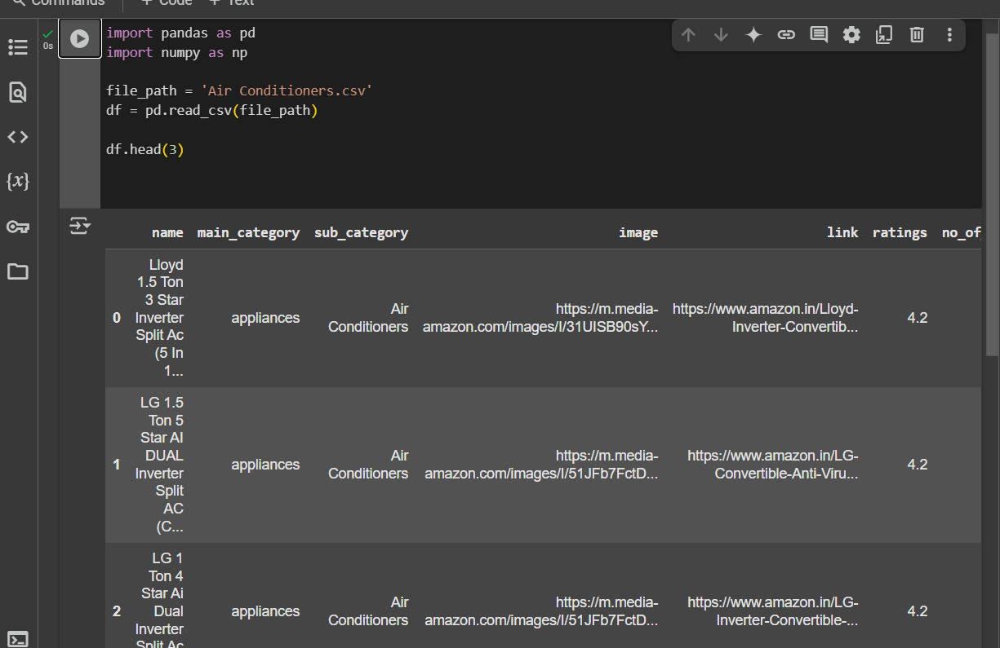 Commands + Code + Text
0s
import pandas as pd
import numpy as np
file_path = 'Air Conditioners.csv'
df = pd.read_csv(file_path)
df.head(3)
{x}
name main_category sub_category image link ratings no_of
0 Lloyd 1.5 Ton 3 Star Inverter Split Ac (5 In 1... appliances Air Conditioners https://m.media-amazon.com/images/I/31UISB90sY... https://www.amazon.in/Lloyd-Inverter-Convertib... 4.2
1 LG 1.5 Ton 5 Star AI DUAL Inverter Split AC (C... appliances Air Conditioners https://m.media-amazon.com/images/I/51JFb7FctD... https://www.amazon.in/LG-Convertible-Anti-Viru... 4.2
2 LG 1 Ton 4 Star Ai Dual Inverter Split Ac appliances Air Conditioners https://m.media-amazon.com/images/I/51JFb7FctD... https://www.amazon.in/LG-Inverter-Convertible-... 4.2